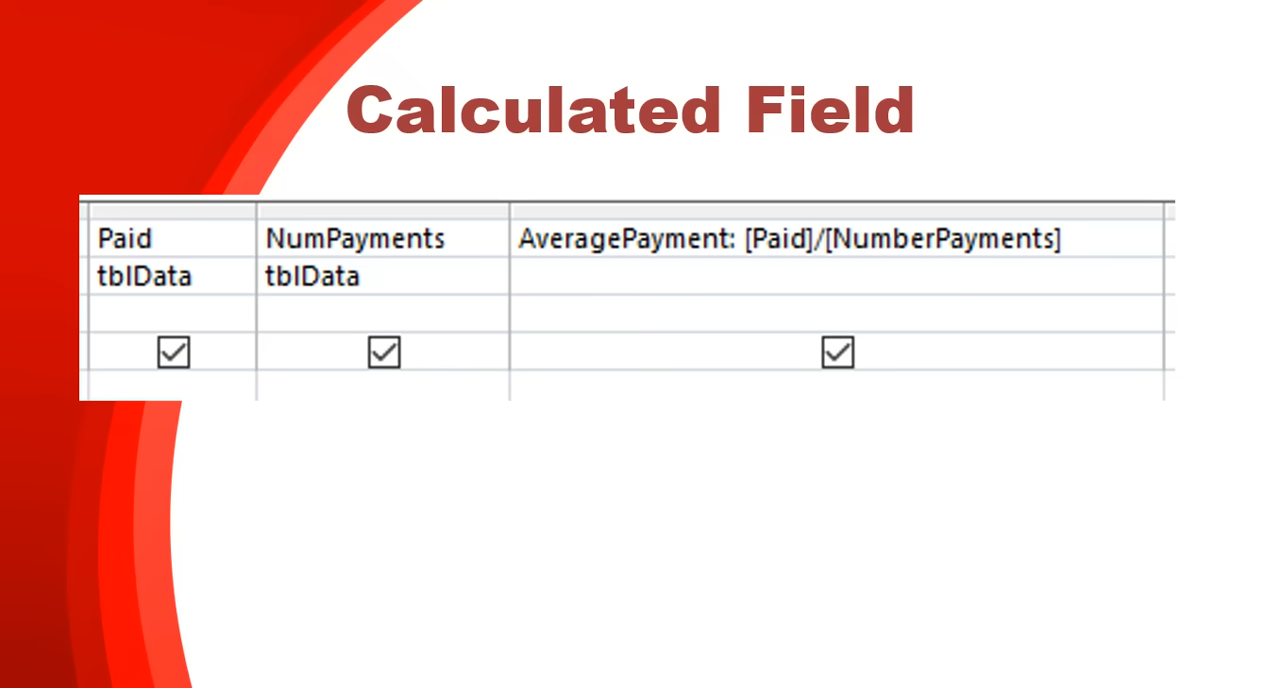 Calculated Field
Paid NumPayments AveragePayment: [Paid]/[NumberPayments]
tblData tblData